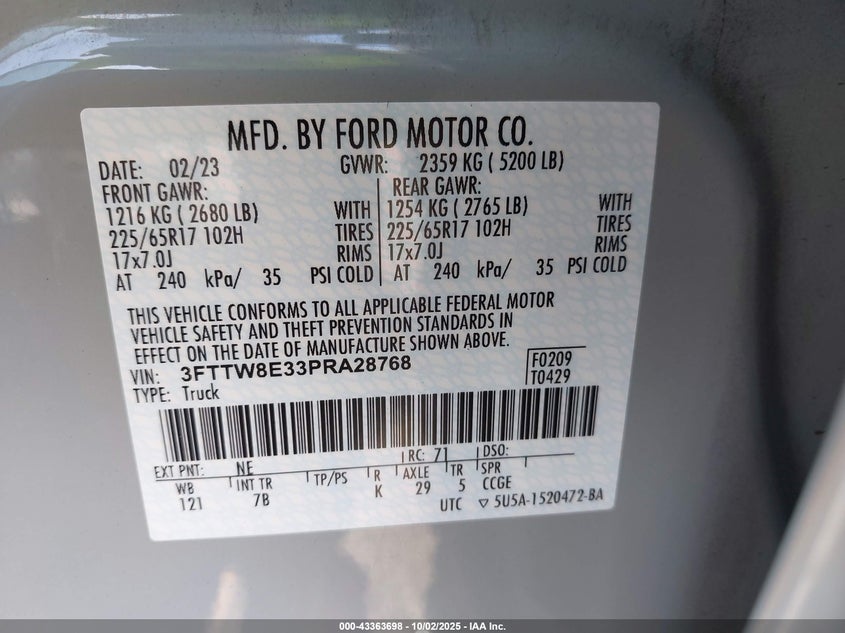 MFD. BY FORD MOTOR CO.
DATE: 02/23 GVWR: 2359 KG ( 5200 LB)
FRONT GAWR: REAR GAWR:
1216 KG ( 2680 LB) WITH 1254 KG ( 2765 LB) WITH
225/65R17 102H TIRES 225/65R17 102H TIRES
17x7.0J RIMS 17x7.0J RIMS
AT 240 kPa/ 35 PSI COLD AT 240 kPa/ 35 PSI COLD
THIS VEHICLE CONFORMS TO ALL APPLICABLE FEDERAL MOTOR
VEHICLE SAFETY AND THEFT PREVENTION STANDARDS IN
EFFECT ON THE DATE OF MANUFACTURE SHOWN ABOVE.
VIN: 3FTTW8E33PRA28768 F0209
TYPE: Truck T0429
EXT PNT: NE RC: 71 DSO:
WB INT TR TP/PS R AXLE TR SPR
121 7B K 29 5 CCGE
UTC ▽ 5U5A-1520472-BA
000-43363698 - 10/02/2025 - IAA Inc.